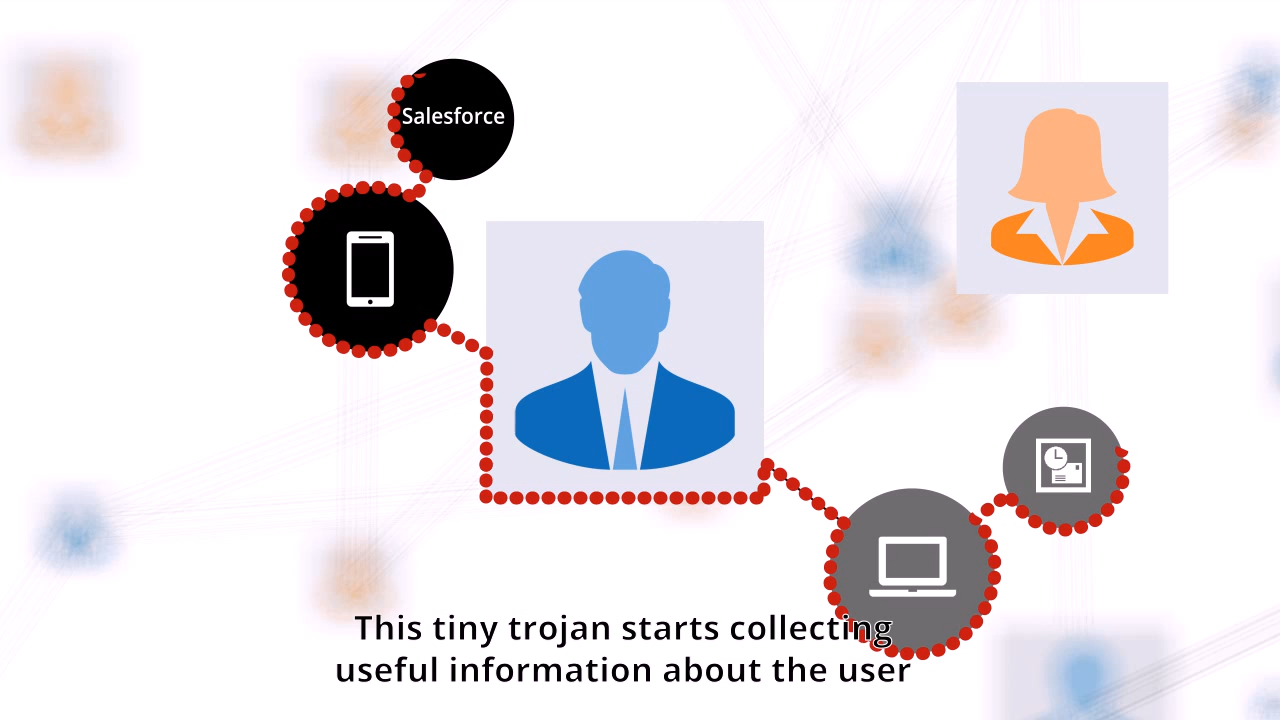 Salesforce
This tiny trojan starts collecting
useful information about the user